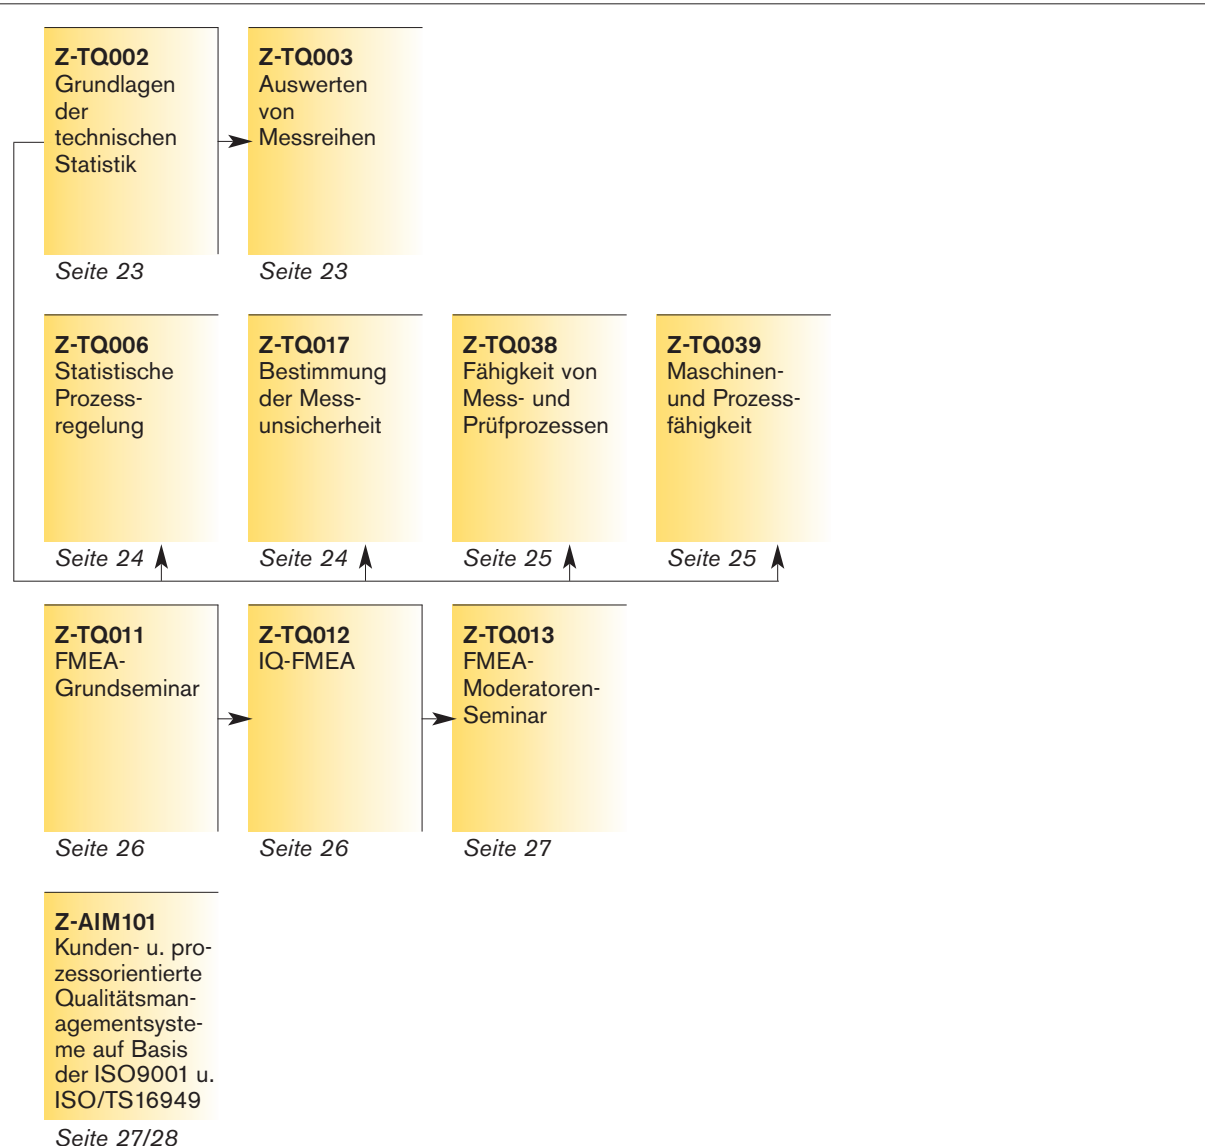 Z-TQ002
Grundlagen
der
technischen
Statistik
Seite 23
Z-TQ003
Auswerten
von
Messreihen
Seite 23
Z-TQ006
Statistische
Prozess-
regelung
Seite 24
Z-TQ017
Bestimmung
der Mess-
unsicherheit
Seite 24
Z-TQ038
Fähigkeit von
Mess- und
Prüfprozessen
Seite 25
Z-TQ039
Maschinen-
und Prozess-
fähigkeit
Seite 25
Z-TQ011
FMEA-
Grundseminar
Seite 26
Z-TQ012
IQ-FMEA
Seite 26
Z-TQ013
FMEA-
Moderatoren-
Seminar
Seite 27
Z-AIM101
Kunden- u. pro-
zessorientierte
Qualitätsman-
agementsyste-
me auf Basis
der ISO9001 u.
ISO/TS16949
Seite 27/28